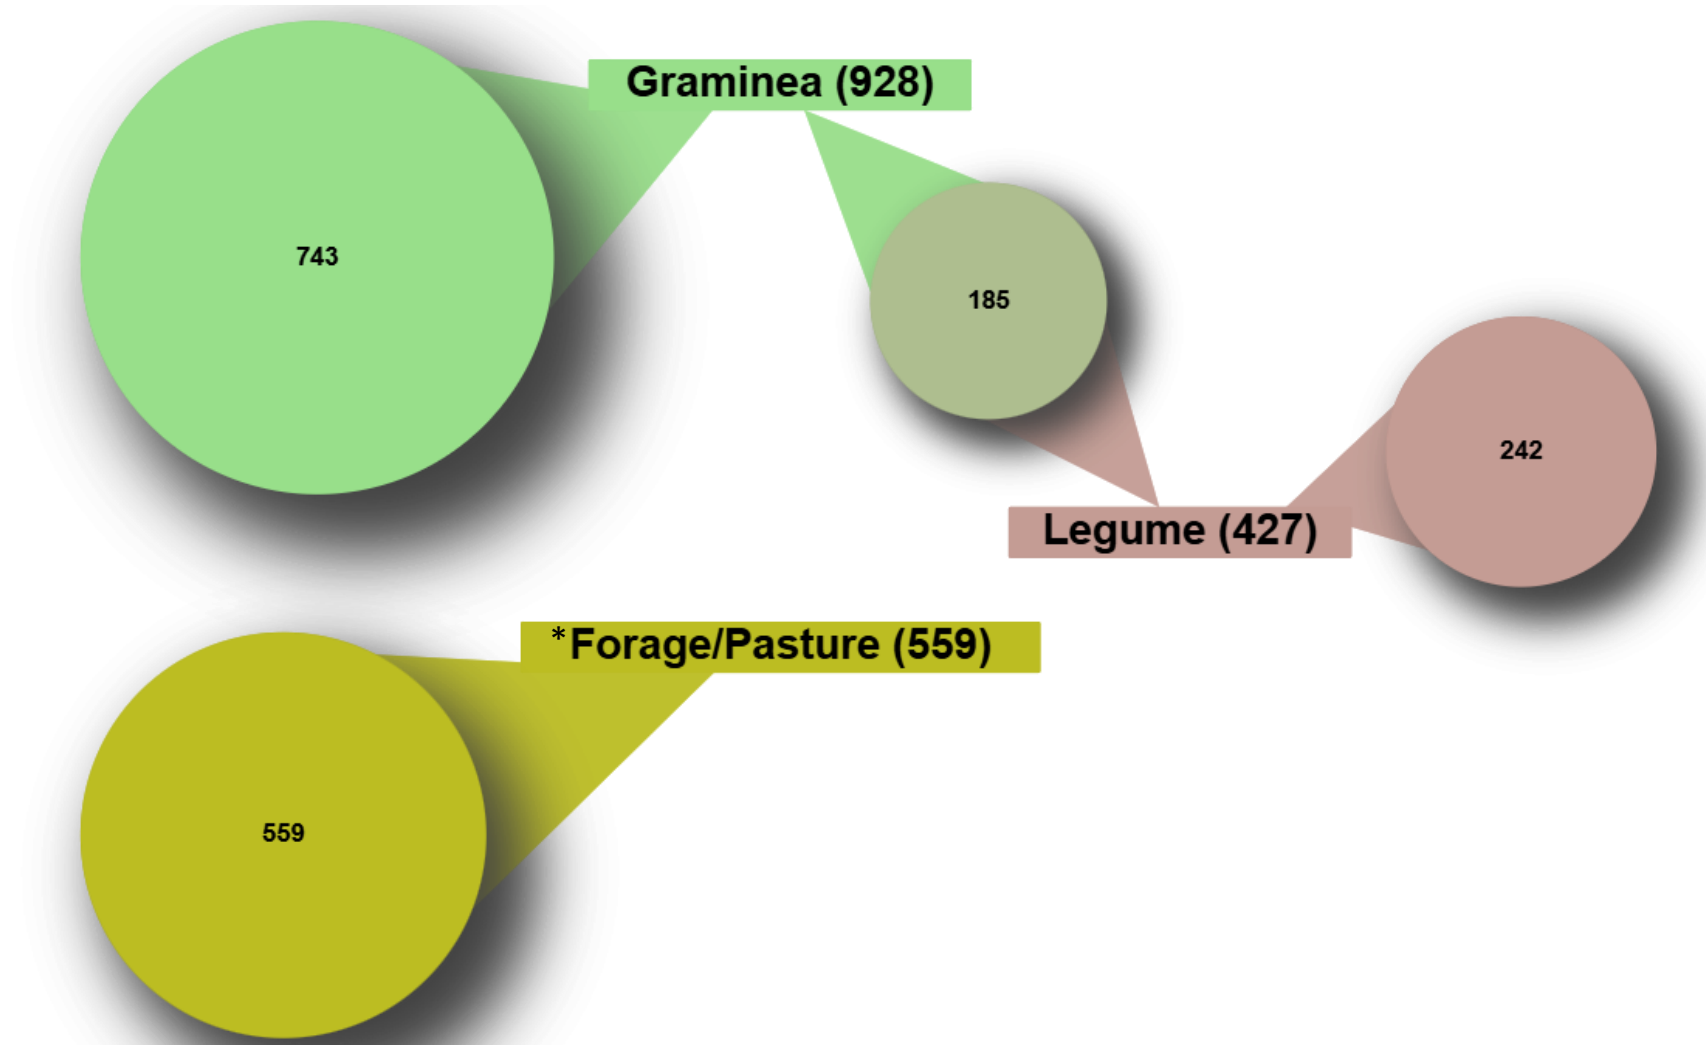 Graminea (928)
743
185
242
Legume (427)
*Forage/Pasture (559)
559